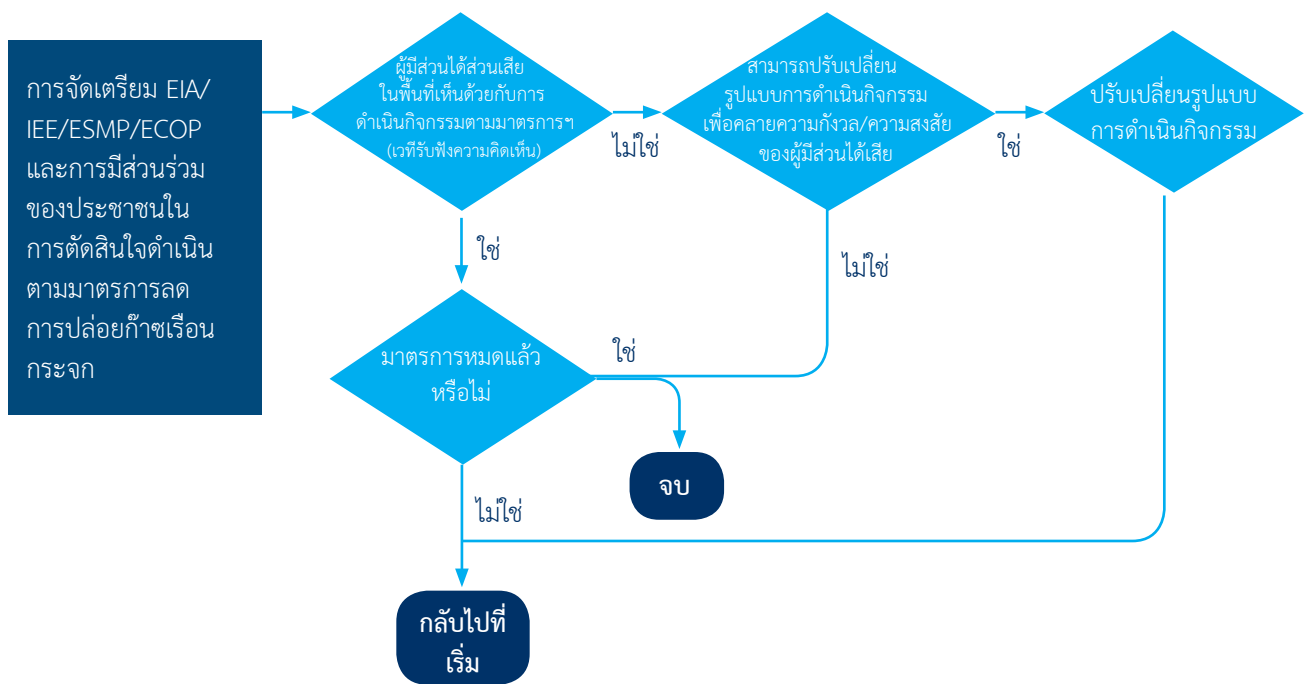 การจัดเตรียม EIA/
IEE/ESMP/ECOP
และการมีส่วนร่วม
ของประชาชนใน
การตัดสินใจดำเนิน
ตามมาตรการลด
การปล่อยก๊าซเรือน
กระจก
ผู้มีส่วนได้ส่วนเสีย
ในพื้นที่เห็นด้วยกับการ
ดำเนินกิจกรรมตามมาตรการฯ
(เวทีรับฟังความคิดเห็น)
ไม่ใช่
สามารถปรับเปลี่ยน
รูปแบบการดำเนินกิจกรรม
เพื่อคลายความกังวล/ความสงสัย
ของผู้มีส่วนได้เสีย
ใช่
ปรับเปลี่ยนรูปแบบ
การดำเนินกิจกรรม
ใช่
ไม่ใช่
มาตรการหมดแล้ว
หรือไม่
ใช่
จบ
ไม่ใช่
กลับไปที่
เริ่ม